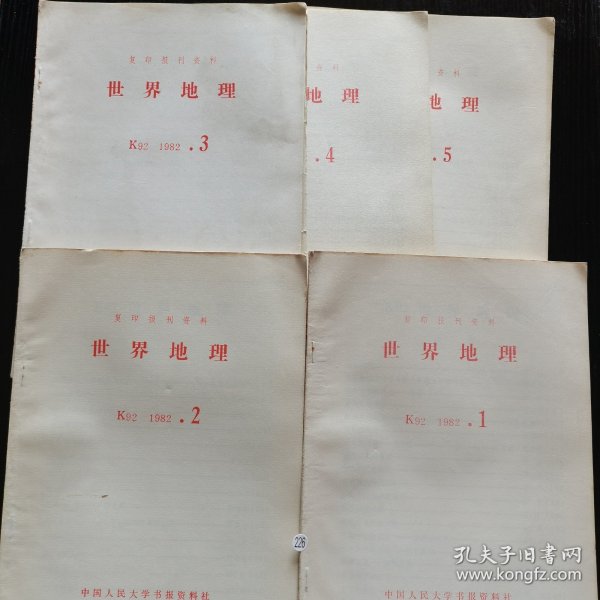 复印报刊资料
世界地理
K92 1982.3
资料
地理
.4
资料
地理
.5
复印报刊资料
世界地理
K92 1982.2
中国人民大学书报资料社
复印报刊资料
世界地理
K92 1982.1
中国人民大学书报资料社
226
孔夫子旧书网
www.kongfz.com